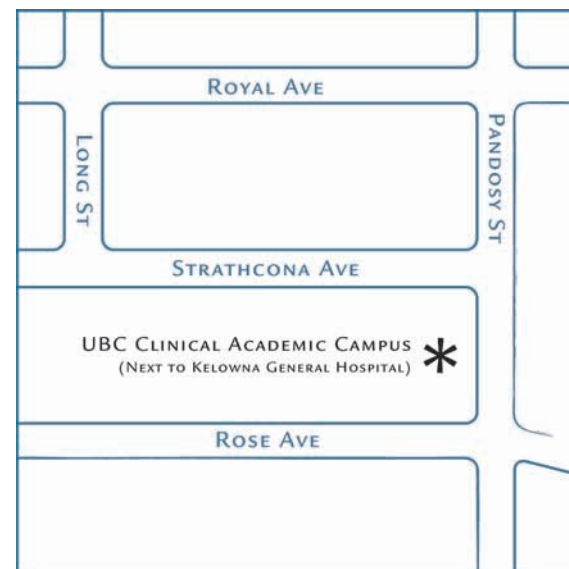 ROYAL AVE
LONG ST
PANDOSY ST
STRATHCONA AVE
UBC CLINICAL ACADEMIC CAMPUS *
(NEXT TO KELOWNA GENERAL HOSPITAL)
ROSE AVE